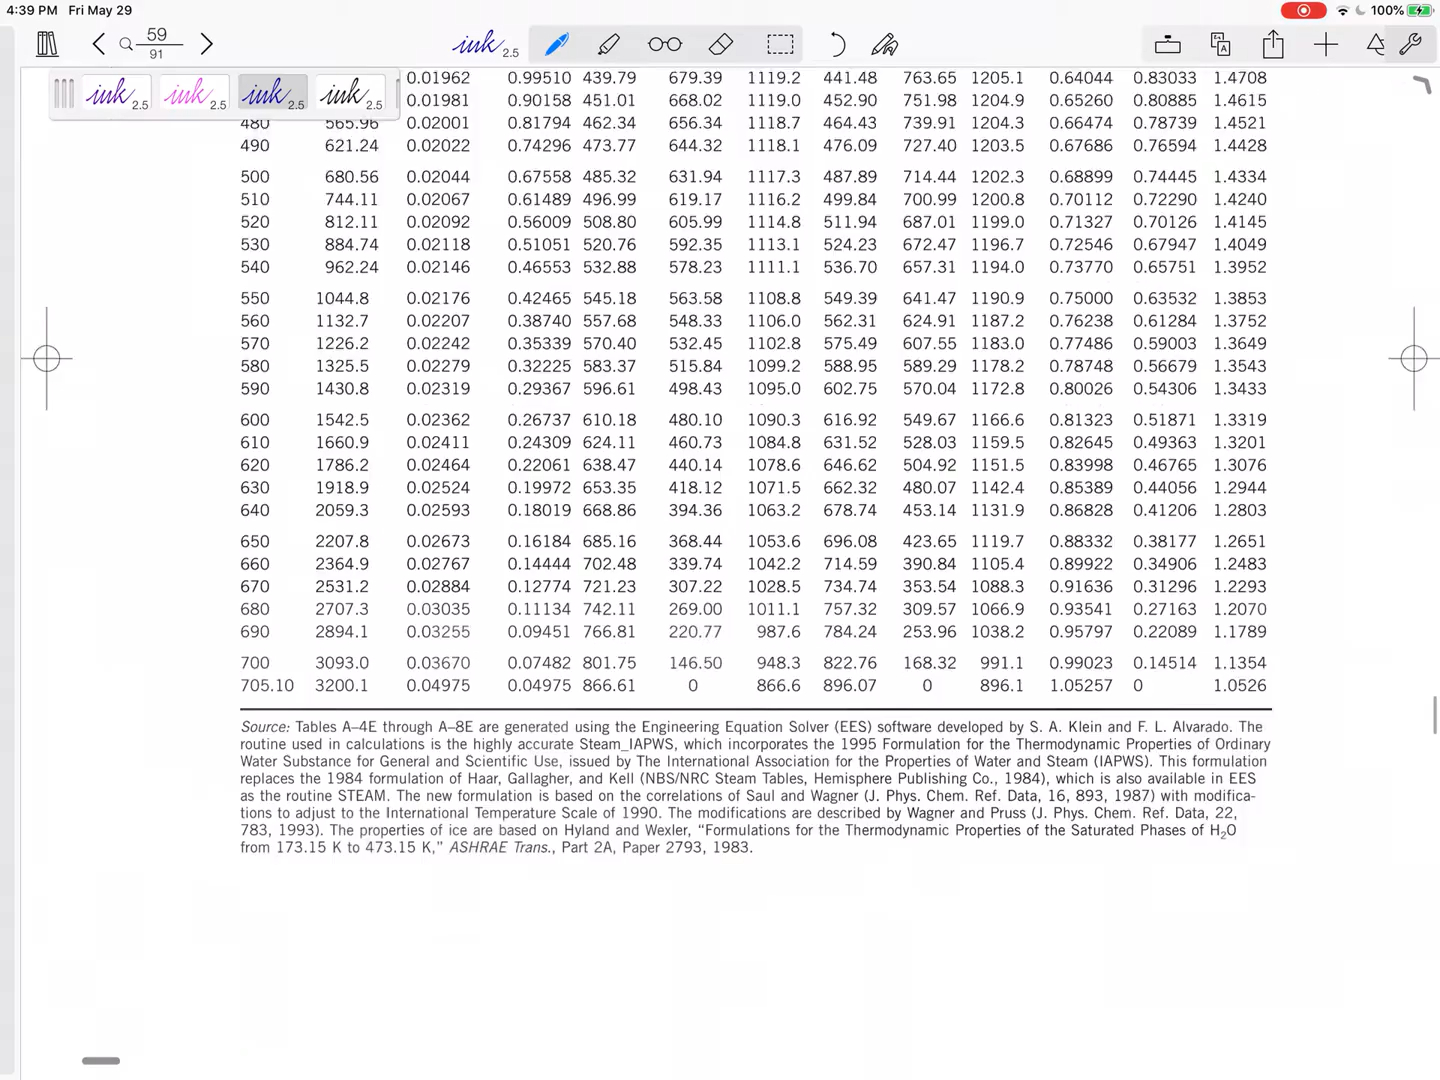 4:39 PM Fri May 29 100%
59
91
ink 2.5
ink 2.5 ink 2.5 ink 2.5 ink 2.5
0.01962 0.99510 439.79 679.39 1119.2 441.48 763.65 1205.1 0.64044 0.83033 1.4708
0.01981 0.90158 451.01 668.02 1119.0 452.90 751.98 1204.9 0.65260 0.80885 1.4615
480 565.96 0.02001 0.81794 462.34 656.34 1118.7 464.43 739.91 1204.3 0.66474 0.78739 1.4521
490 621.24 0.02022 0.74296 473.77 644.32 1118.1 476.09 727.40 1203.5 0.67686 0.76594 1.4428
500 680.56 0.02044 0.67558 485.32 631.94 1117.3 487.89 714.44 1202.3 0.68899 0.74445 1.4334
510 744.11 0.02067 0.61489 496.99 619.17 1116.2 499.84 700.99 1200.8 0.70112 0.72290 1.4240
520 812.11 0.02092 0.56009 508.80 605.99 1114.8 511.94 687.01 1199.0 0.71327 0.70126 1.4145
530 884.74 0.02118 0.51051 520.76 592.35 1113.1 524.23 672.47 1196.7 0.72546 0.67947 1.4049
540 962.24 0.02146 0.46553 532.88 578.23 1111.1 536.70 657.31 1194.0 0.73770 0.65751 1.3952
550 1044.8 0.02176 0.42465 545.18 563.58 1108.8 549.39 641.47 1190.9 0.75000 0.63532 1.3853
560 1132.7 0.02207 0.38740 557.68 548.33 1106.0 562.31 624.91 1187.2 0.76238 0.61284 1.3752
570 1226.2 0.02242 0.35339 570.40 532.45 1102.8 575.49 607.55 1183.0 0.77486 0.59003 1.3649
580 1325.5 0.02279 0.32225 583.37 515.84 1099.2 588.95 589.29 1178.2 0.78748 0.56679 1.3543
590 1430.8 0.02319 0.29367 596.61 498.43 1095.0 602.75 570.04 1172.8 0.80026 0.54306 1.3433
600 1542.5 0.02362 0.26737 610.18 480.10 1090.3 616.92 549.67 1166.6 0.81323 0.51871 1.3319
610 1660.9 0.02411 0.24309 624.11 460.73 1084.8 631.52 528.03 1159.5 0.82645 0.49363 1.3201
620 1786.2 0.02464 0.22061 638.47 440.14 1078.6 646.62 504.92 1151.5 0.83998 0.46765 1.3076
630 1918.9 0.02524 0.19972 653.35 418.12 1071.5 662.32 480.07 1142.4 0.85389 0.44056 1.2944
640 2059.3 0.02593 0.18019 668.86 394.36 1063.2 678.74 453.14 1131.9 0.86828 0.41206 1.2803
650 2207.8 0.02673 0.16184 685.16 368.44 1053.6 696.08 423.65 1119.7 0.88332 0.38177 1.2651
660 2364.9 0.02767 0.14444 702.48 339.74 1042.2 714.59 390.84 1105.4 0.89922 0.34906 1.2483
670 2531.2 0.02884 0.12774 721.23 307.22 1028.5 734.74 353.54 1088.3 0.91636 0.31296 1.2293
680 2707.3 0.03035 0.11134 742.11 269.00 1011.1 757.32 309.57 1066.9 0.93541 0.27163 1.2070
690 2894.1 0.03255 0.09451 766.81 220.77 987.6 784.24 253.96 1038.2 0.95797 0.22089 1.1789
700 3093.0 0.03670 0.07482 801.75 146.50 948.3 822.76 168.32 991.1 0.99023 0.14514 1.1354
705.10 3200.1 0.04975 0.04975 866.61 0 866.6 896.07 0 896.1 1.05257 0 1.0526
Source: Tables A–4E through A–8E are generated using the Engineering Equation Solver (EES) software developed by S. A. Klein and F. L. Alvarado. The
routine used in calculations is the highly accurate Steam_IAPWS, which incorporates the 1995 Formulation for the Thermodynamic Properties of Ordinary
Water Substance for General and Scientific Use, issued by The International Association for the Properties of Water and Steam (IAPWS). This formulation
replaces the 1984 formulation of Haar, Gallagher, and Kell (NBS/NRC Steam Tables, Hemisphere Publishing Co., 1984), which is also available in EES
as the routine STEAM. The new formulation is based on the correlations of Saul and Wagner (J. Phys. Chem. Ref. Data, 16, 893, 1987) with modifica-
tions to adjust to the International Temperature Scale of 1990. The modifications are described by Wagner and Pruss (J. Phys. Chem. Ref. Data, 22,
783, 1993). The properties of ice are based on Hyland and Wexler, “Formulations for the Thermodynamic Properties of the Saturated Phases of H₂O
from 173.15 K to 473.15 K,” ASHRAE Trans., Part 2A, Paper 2793, 1983.